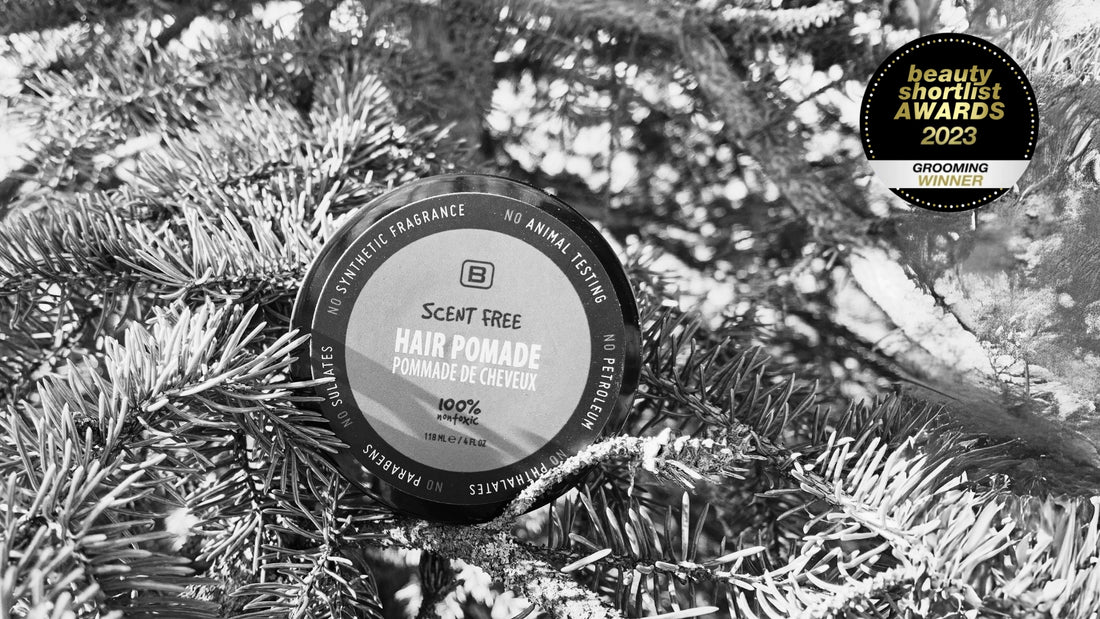 beauty
shortlist
AWARDS
2023
GROOMING
WINNER
NO SYNTHETIC FRAGRANCE
NO ANIMAL TESTING
NO PETROLEUM
NO PHTHALATES
NO PARABENS
NO SULFATES
B
SCENT FREE
HAIR POMADE
POMMADE DE CHEVEUX
100%
nontoxic
118 ML ℮ / 4 FL OZ